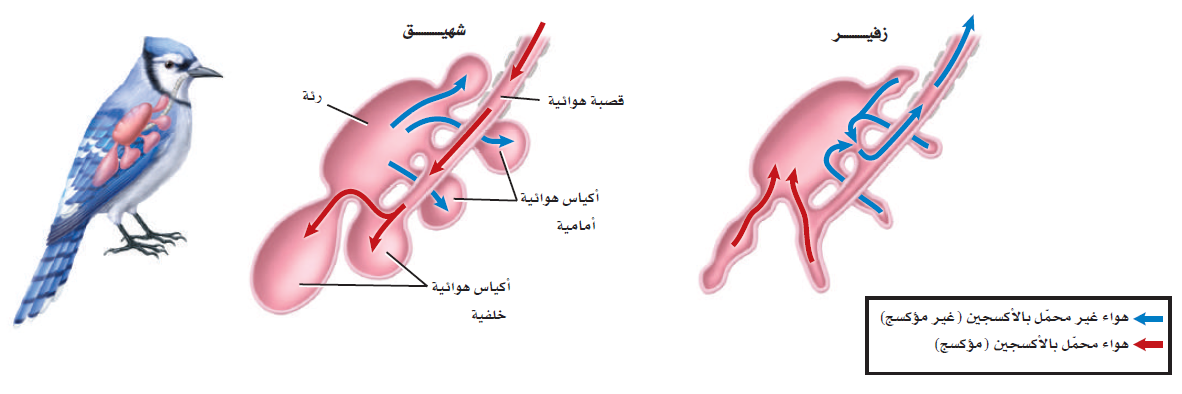 شهيـــــق
زفيـــــر
رئة
قصبة هوائية
أكياس هوائية
أمامية
أكياس هوائية
خلفية
هواء غير محمّل بالأكسجين (غير مؤكسج)
هواء محمّل بالأكسجين (مؤكسج)